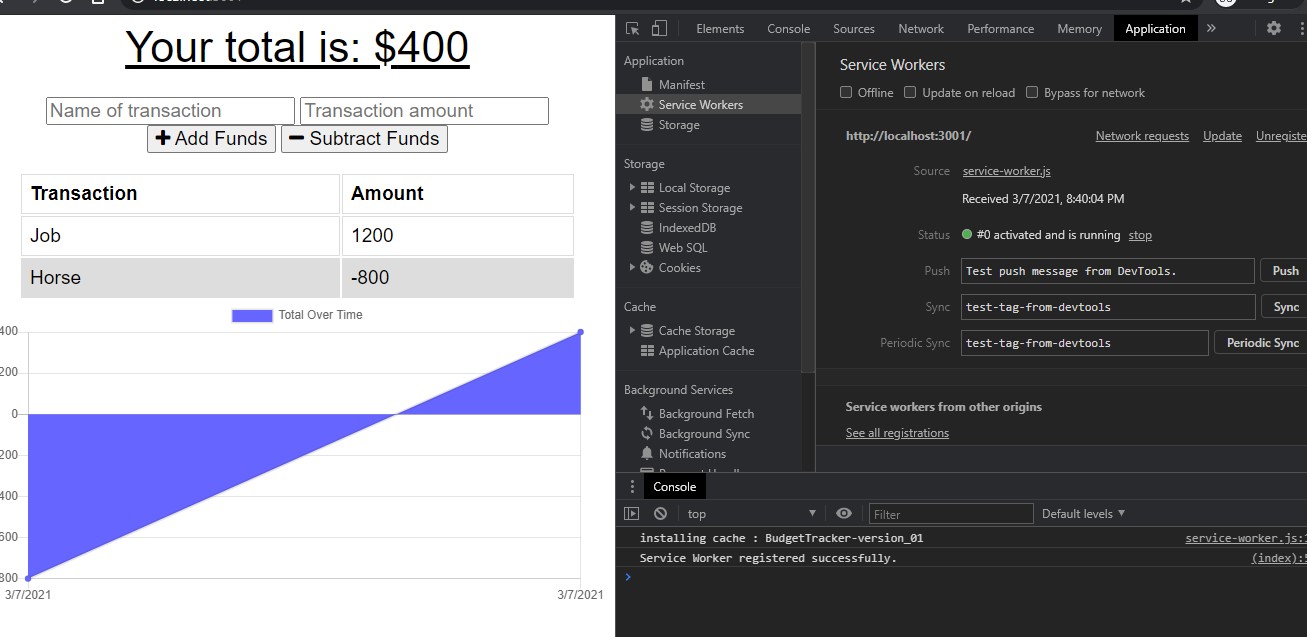 Your total is: $400
Name of transaction Transaction amount
Add Funds Subtract Funds
Transaction Amount
Job 1200
Horse -800
Total Over Time
400
200
0
200
400
600
800
3/7/2021 3/7/2021
Elements Console Sources Network Performance Memory Application »
Application
Manifest
Service Workers
Storage
Storage
Local Storage
Session Storage
IndexedDB
Web SQL
Cookies
Cache
Cache Storage
Application Cache
Background Services
Background Fetch
Background Sync
Notifications
Service Workers
Offline Update on reload Bypass for network
http://localhost:3001/ Network requests Update Unregiste
Source service-worker.js
Received 3/7/2021, 8:40:04 PM
Status #0 activated and is running stop
Push Test push message from DevTools. Push
Sync test-tag-from-devtools Sync
Periodic Sync test-tag-from-devtools Periodic Sync
Service workers from other origins
See all registrations
Console
top Filter Default levels
installing cache : BudgetTracker-version_01 service-worker.js:
Service Worker registered successfully. (index):